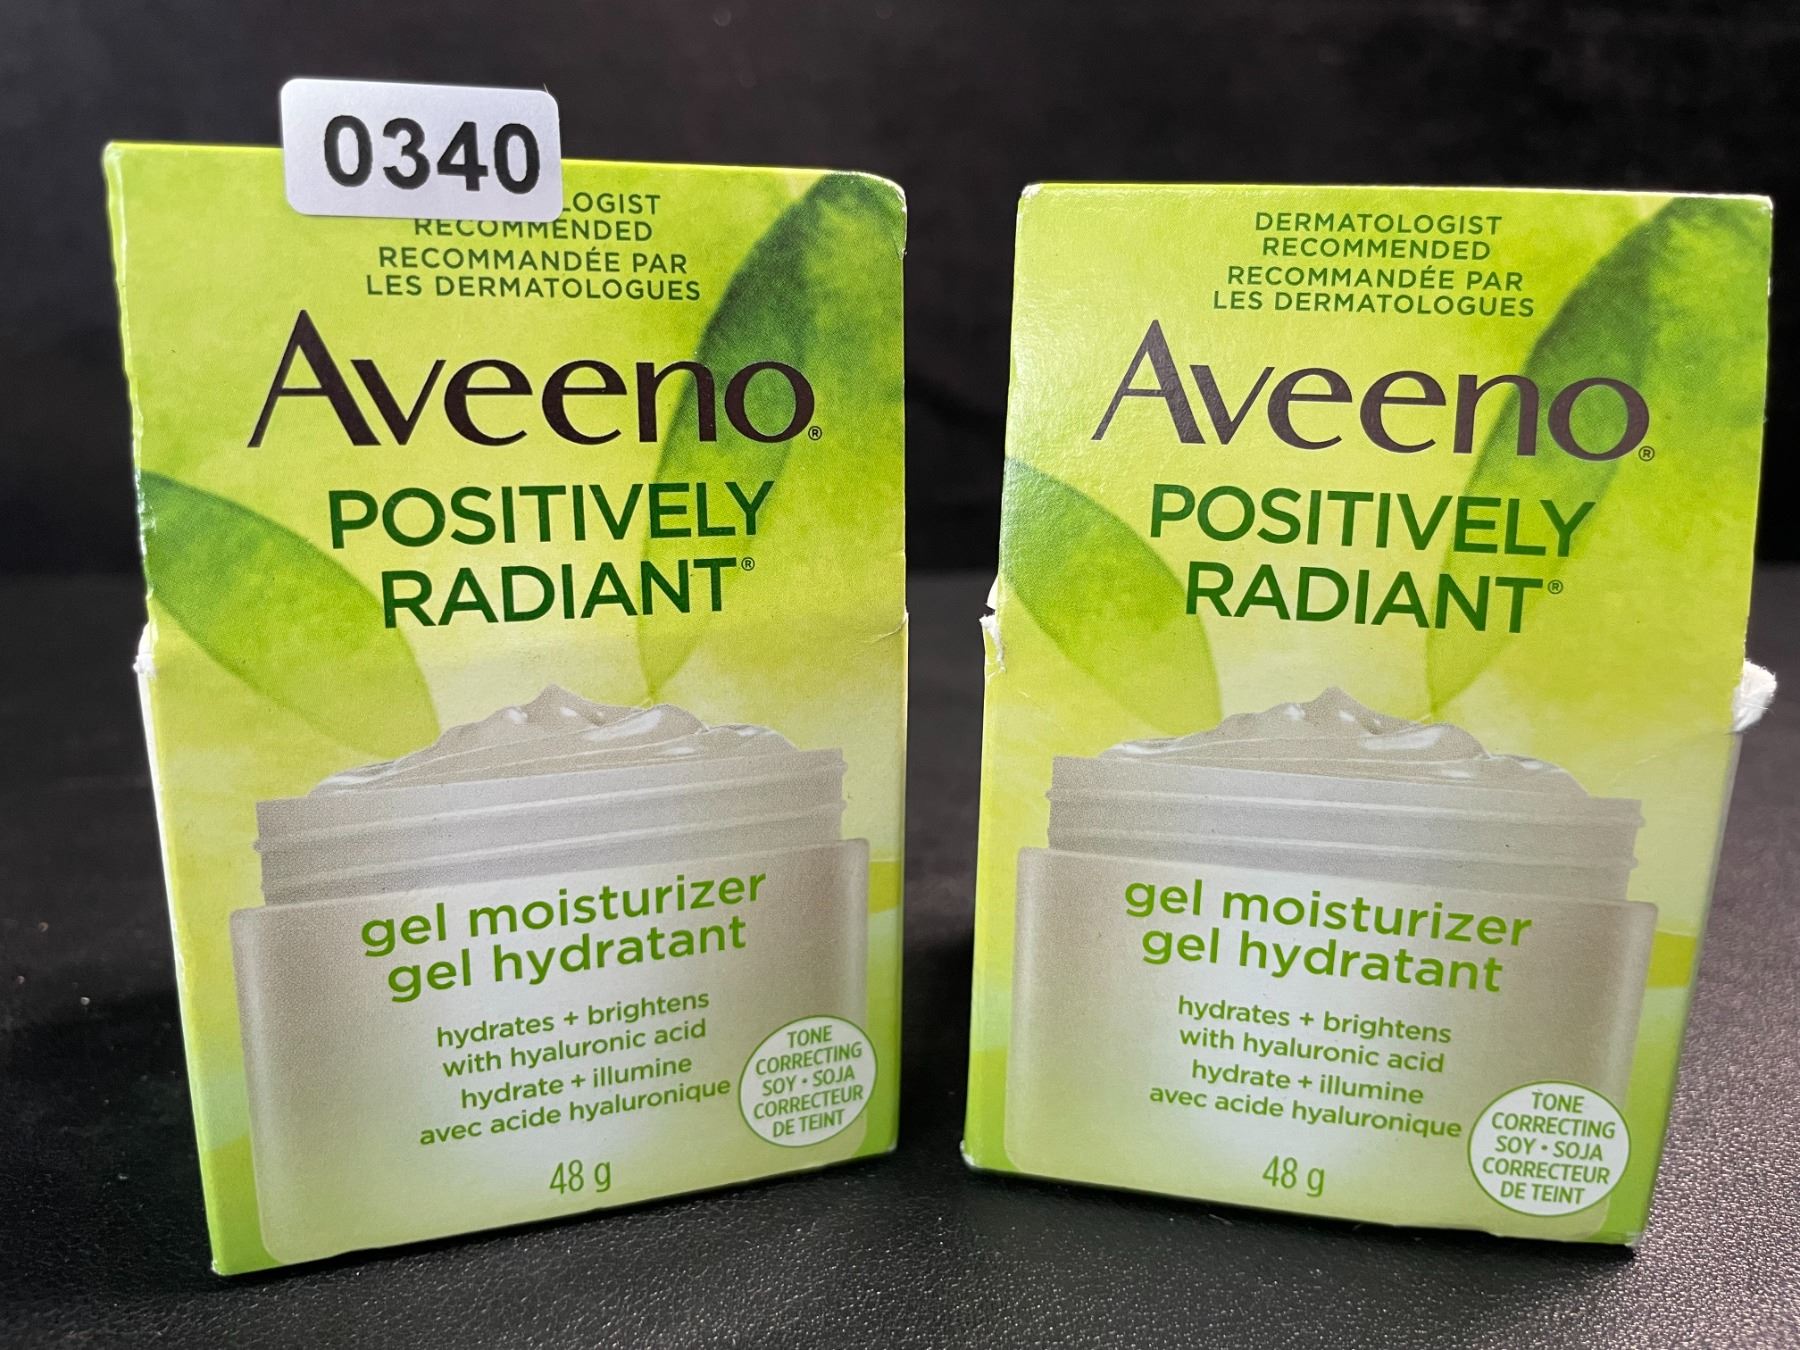 0340
RECOMMENDED
RECOMMANDÉE PAR
LES DERMATOLOGUES
Aveeno®
POSITIVELY
RADIANT®
gel moisturizer
gel hydratant
hydrates + brightens
with hyaluronic acid
hydrate + illumine
avec acide hyaluronique
TONE
CORRECTING
SOY • SOJA
CORRECTEUR
DE TEINT
48 g
DERMATOLOGIST
RECOMMENDED
RECOMMANDÉE PAR
LES DERMATOLOGUES
Aveeno®
POSITIVELY
RADIANT®
gel moisturizer
gel hydratant
hydrates + brightens
with hyaluronic acid
hydrate + illumine
avec acide hyaluronique
TONE
CORRECTING
SOY • SOJA
CORRECTEUR
DE TEINT
48 g